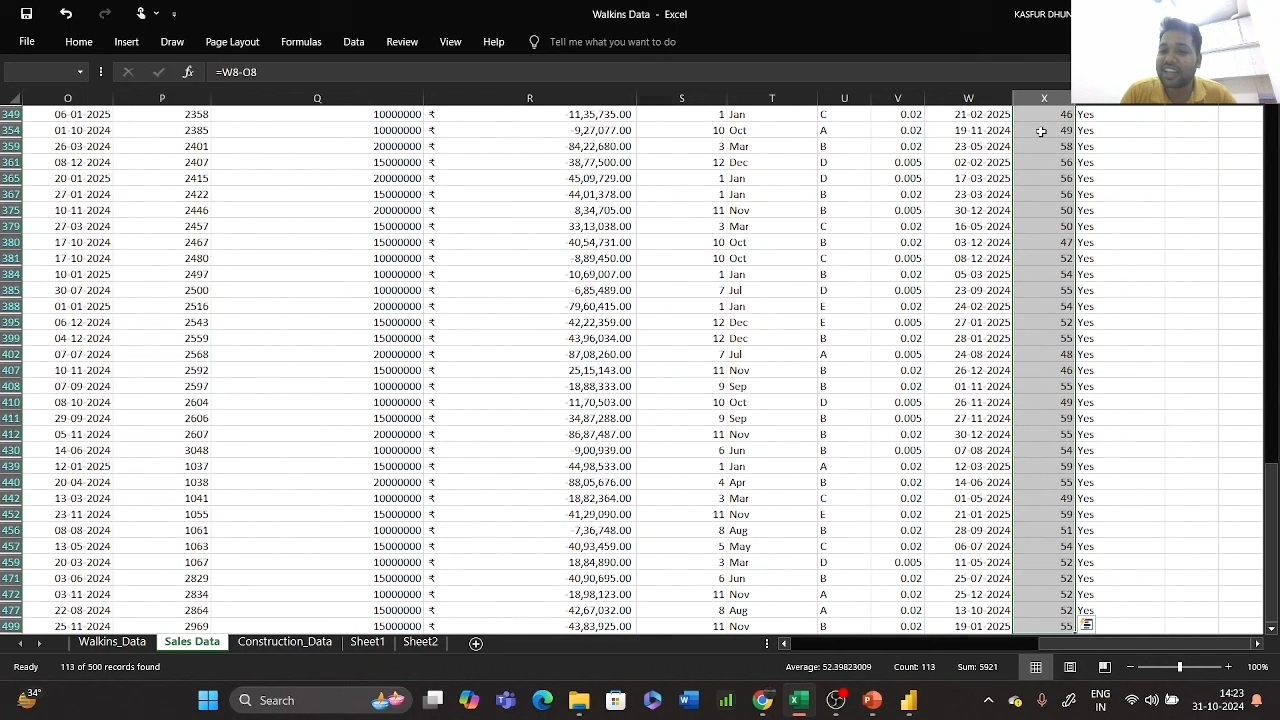 Walkins Data - Excel
KASFUR DHUN
File Home Insert Draw Page Layout Formulas Data Review View Help Tell me what you want to do
fx =W8-O8
O P Q R S T U V W X
349 06-01-2025 2358 10000000 ₹ -11,35,735.00 1 Jan C 0.02 21-02-2025 46 Yes
354 01-10-2024 2385 10000000 ₹ -9,27,077.00 10 Oct A 0.02 19-11-2024 49 Yes
359 26-03-2024 2401 20000000 ₹ -84,22,680.00 3 Mar B 0.02 23-05-2024 58 Yes
361 08-12-2024 2407 15000000 ₹ -38,77,500.00 12 Dec D 0.005 02-02-2025 56 Yes
365 20-01-2025 2415 20000000 ₹ -45,09,729.00 1 Jan D 0.005 17-03-2025 56 Yes
367 27-01-2024 2422 15000000 ₹ -44,01,378.00 1 Jan B 0.02 23-03-2024 56 Yes
375 10-11-2024 2446 20000000 ₹ 8,34,705.00 11 Nov B 0.005 30-12-2024 50 Yes
379 27-03-2024 2457 15000000 ₹ 33,13,038.00 3 Mar C 0.02 16-05-2024 50 Yes
380 17-10-2024 2467 15000000 ₹ -40,54,731.00 10 Oct B 0.02 03-12-2024 47 Yes
381 17-10-2024 2480 10000000 ₹ -8,89,450.00 10 Oct C 0.005 08-12-2024 52 Yes
384 10-01-2025 2497 10000000 ₹ -10,69,007.00 1 Jan B 0.02 05-03-2025 54 Yes
385 30-07-2024 2500 10000000 ₹ -6,85,489.00 7 Jul D 0.005 23-09-2024 55 Yes
388 01-01-2025 2516 20000000 ₹ -79,60,415.00 1 Jan E 0.02 24-02-2025 54 Yes
395 06-12-2024 2543 15000000 ₹ -42,22,359.00 12 Dec E 0.005 27-01-2025 52 Yes
399 04-12-2024 2559 15000000 ₹ -43,96,034.00 12 Dec B 0.02 28-01-2025 55 Yes
402 07-07-2024 2568 20000000 ₹ -87,08,260.00 7 Jul A 0.005 24-08-2024 48 Yes
407 10-11-2024 2592 15000000 ₹ 25,15,143.00 11 Nov B 0.02 26-12-2024 46 Yes
408 07-09-2024 2597 10000000 ₹ -18,88,333.00 9 Sep B 0.02 01-11-2024 55 Yes
410 08-10-2024 2604 10000000 ₹ -11,70,503.00 10 Oct D 0.02 26-11-2024 49 Yes
411 29-09-2024 2606 15000000 ₹ -34,87,288.00 9 Sep B 0.005 27-11-2024 59 Yes
412 05-11-2024 2607 20000000 ₹ -86,87,487.00 11 Nov B 0.02 30-12-2024 55 Yes
430 14-06-2024 3048 10000000 ₹ -9,00,939.00 6 Jun B 0.005 07-08-2024 54 Yes
439 12-01-2025 1037 15000000 ₹ -44,98,533.00 1 Jan A 0.02 12-03-2025 59 Yes
440 20-04-2024 1038 20000000 ₹ -88,05,676.00 4 Apr B 0.02 14-06-2024 55 Yes
442 13-03-2024 1041 10000000 ₹ -18,82,364.00 3 Mar C 0.02 01-05-2024 49 Yes
452 23-11-2024 1055 15000000 ₹ -41,29,090.00 11 Nov E 0.02 21-01-2025 59 Yes
456 08-08-2024 1061 10000000 ₹ -7,36,748.00 8 Aug B 0.02 28-09-2024 51 Yes
457 13-05-2024 1063 15000000 ₹ -40,93,459.00 5 May C 0.02 06-07-2024 54 Yes
459 20-03-2024 1067 10000000 ₹ 18,84,890.00 3 Mar D 0.005 11-05-2024 52 Yes
471 03-06-2024 2829 15000000 ₹ -40,90,695.00 6 Jun B 0.02 25-07-2024 52 Yes
472 03-11-2024 2834 10000000 ₹ -18,98,123.00 11 Nov A 0.02 25-12-2024 52 Yes
477 22-08-2024 2864 15000000 ₹ -42,67,032.00 8 Aug A 0.02 13-10-2024 52 Yes
499 25-11-2024 2969 15000000 ₹ -43,83,925.00 11 Nov B 0.02 19-01-2025 55
Walkins_Data Sales Data Construction_Data Sheet1 Sheet2
Ready 113 of 500 records found Average: 52.39823009 Count: 113 Sum: 5921 100%
34° Search ENG 14:23
IN 31-10-2024